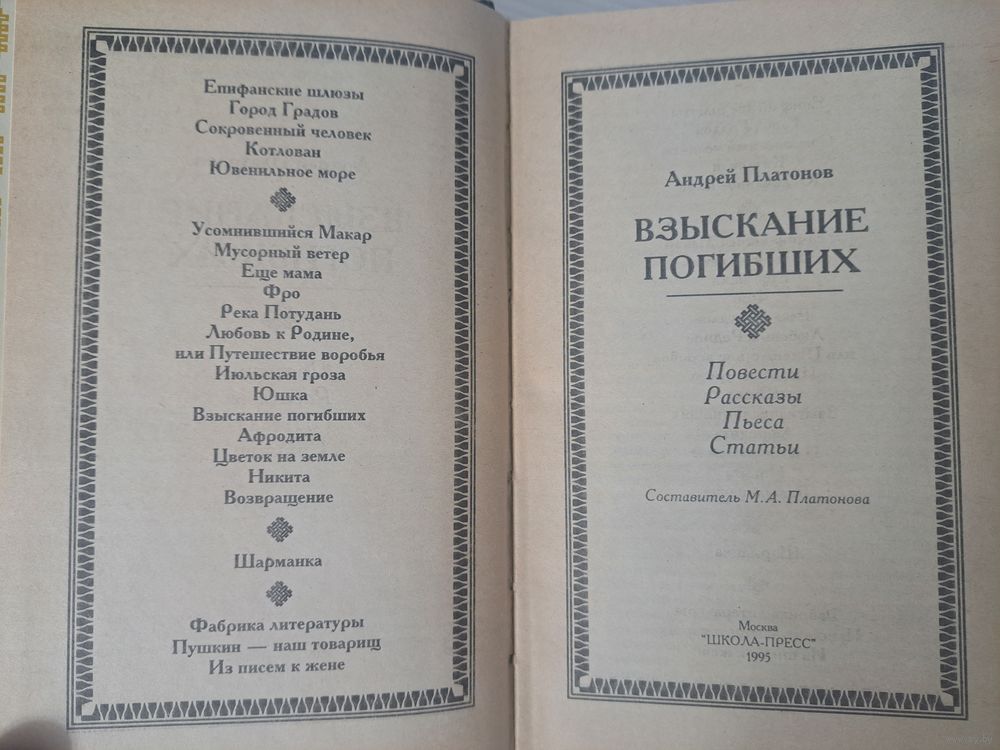 Епифанские шлюзы
Город Градов
Сокровенный человек
Котлован
Ювенильное море
Усомнившийся Макар
Мусорный ветер
Еще мама
Фро
Река Потудань
Любовь к Родине,
или Путешествие воробья
Июльская гроза
Юшка
Взыскание погибших
Афродита
Цветок на земле
Никита
Возвращение
Шарманка
Фабрика литературы
Пушкин — наш товарищ
Из писем к жене
Андрей Платонов
ВЗЫСКАНИЕ
ПОГИБШИХ
Повести
Рассказы
Пьеса
Статьи
Составитель М.А. Платонова
Москва
"ШКОЛА-ПРЕСС"
1995